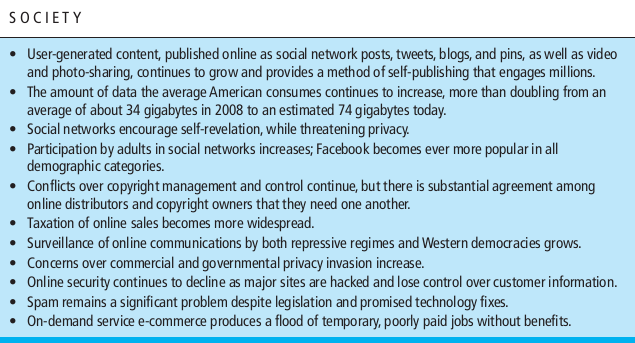 SOCIETY
• User-generated content, published online as social network posts, tweets, blogs, and pins, as well as video
and photo-sharing, continues to grow and provides a method of self-publishing that engages millions.
• The amount of data the average American consumes continues to increase, more than doubling from an
average of about 34 gigabytes in 2008 to an estimated 74 gigabytes today.
• Social networks encourage self-revelation, while threatening privacy.
• Participation by adults in social networks increases; Facebook becomes ever more popular in all
demographic categories.
• Conflicts over copyright management and control continue, but there is substantial agreement among
online distributors and copyright owners that they need one another.
• Taxation of online sales becomes more widespread.
• Surveillance of online communications by both repressive regimes and Western democracies grows.
• Concerns over commercial and governmental privacy invasion increase.
• Online security continues to decline as major sites are hacked and lose control over customer information.
• Spam remains a significant problem despite legislation and promised technology fixes.
• On-demand service e-commerce produces a flood of temporary, poorly paid jobs without benefits.